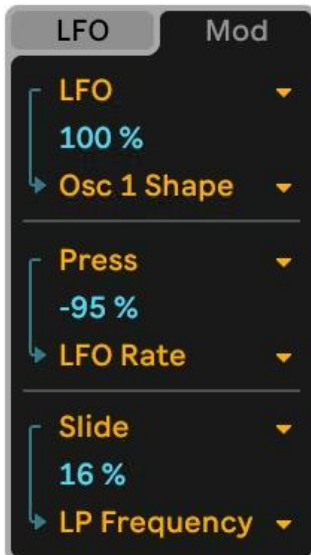 LFO Mod
LFO
100 %
Osc 1 Shape
Press
-95 %
LFO Rate
Slide
16 %
LP Frequency